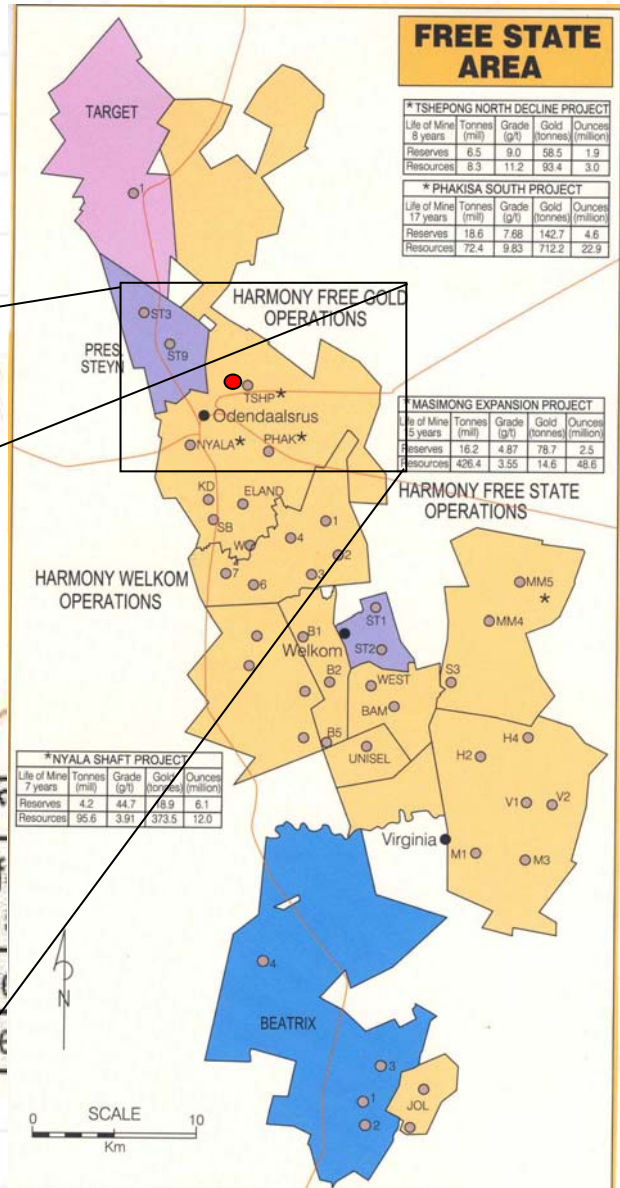 FREE STATE
AREA
* TSHEPONG NORTH DECLINE PROJECT
Life of Mine 8 years Tonnes (mill) Grade (g/t) Gold (tonnes) Ounces (million)
Reserves 6.5 9.0 58.5 1.9
Resources 8.3 11.2 93.4 3.0
* PHAKISA SOUTH PROJECT
Life of Mine 17 years Tonnes (mill) Grade (g/t) Gold (tonnes) Ounces (million)
Reserves 18.6 7.68 142.7 4.6
Resources 72.4 9.83 712.2 22.9
TARGET
1
HARMONY FREE GOLD
OPERATIONS
ST3
PRES.
STEYN
ST9
TSHP*
Odendaalsrus
NYALA*
PHAK*
*MASIMONG EXPANSION PROJECT
Life of Mine 5 years Tonnes (mill) Grade (g/t) Gold (tonnes) Ounces (million)
Reserves 16.2 4.87 78.7 2.5
Resources 426.4 3.55 14.6 48.6
HARMONY FREE STATE
OPERATIONS
KD
ELAND
SB
1
4
2
3
7
6
HARMONY WELKOM
OPERATIONS
MM5
*
MM4
ST1
B1
Welkom
ST2
B2
WEST
S3
BAM
B5
UNISEL
H4
H2
V1
V2
*NYALA SHAFT PROJECT
Life of Mine 7 years Tonnes (mill) Grade (g/t) Gold (tonnes) Ounces (million)
Reserves 4.2 44.7 18.9 6.1
Resources 95.6 3.91 373.5 12.0
Virginia
M1
M3
4
N
BEATRIX
3
1
2
JOL
SCALE
0 10
Km